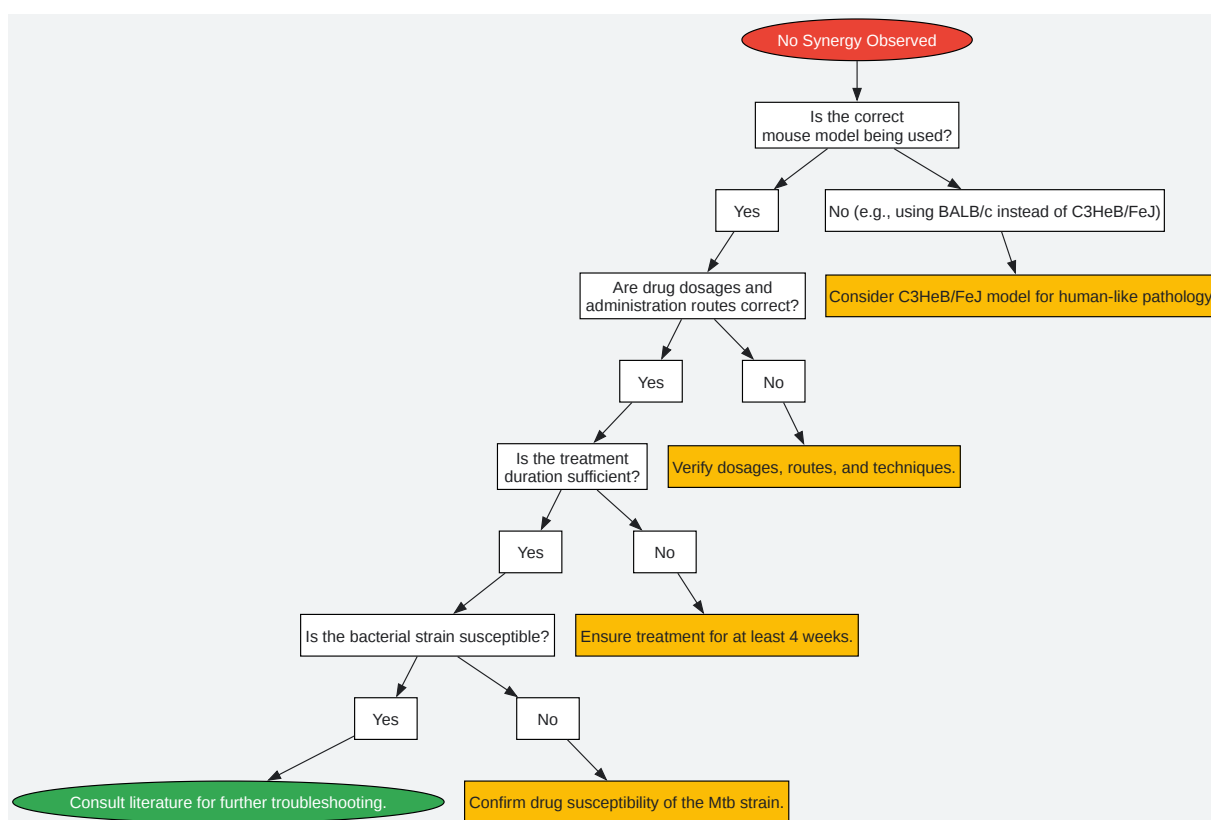 No Synergy Observed
Is the correct
mouse model being used?
Yes
No (e.g., using BALB/c instead of C3HeB/FeJ)
Are drug dosages and
administration routes correct?
Consider C3HeB/FeJ model for human-like pathology
Yes
No
Is the treatment
duration sufficient?
Verify dosages, routes, and techniques.
Yes
No
Is the bacterial strain susceptible?
Ensure treatment for at least 4 weeks.
Yes
No
Consult literature for further troubleshooting.
Confirm drug susceptibility of the Mtb strain.